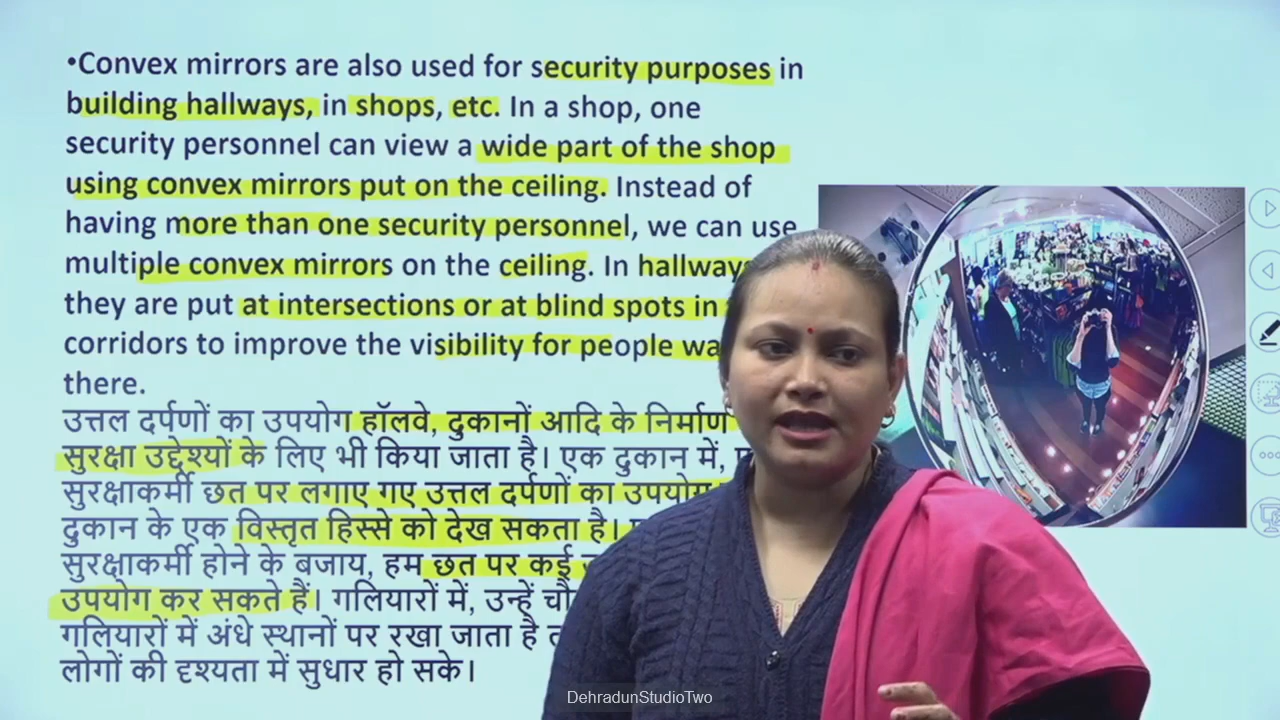 •Convex mirrors are also used for security purposes in
building hallways, in shops, etc. In a shop, one
security personnel can view a wide part of the shop
using convex mirrors put on the ceiling. Instead of
having more than one security personnel, we can use
multiple convex mirrors on the ceiling. In hallway
they are put at intersections or at blind spots in
corridors to improve the visibility for people wa
there.
उत्तल दर्पणों का उपयोग हॉलवे, दुकानों आदि के निर्माण
सुरक्षा उद्देश्यों के लिए भी किया जाता है। एक दुकान में,
सुरक्षाकर्मी छत पर लगाए गए उत्तल दर्पणों का उपयोग
दुकान के एक विस्तृत हिस्से को देख सकता है।
सुरक्षाकर्मी होने के बजाय, हम छत पर कई
उपयोग कर सकते हैं। गलियारों में, उन्हें
गलियारों में अंधे स्थानों पर रखा जाता है
लोगों की दृश्यता में सुधार हो सके।
DehradunStudioTwo